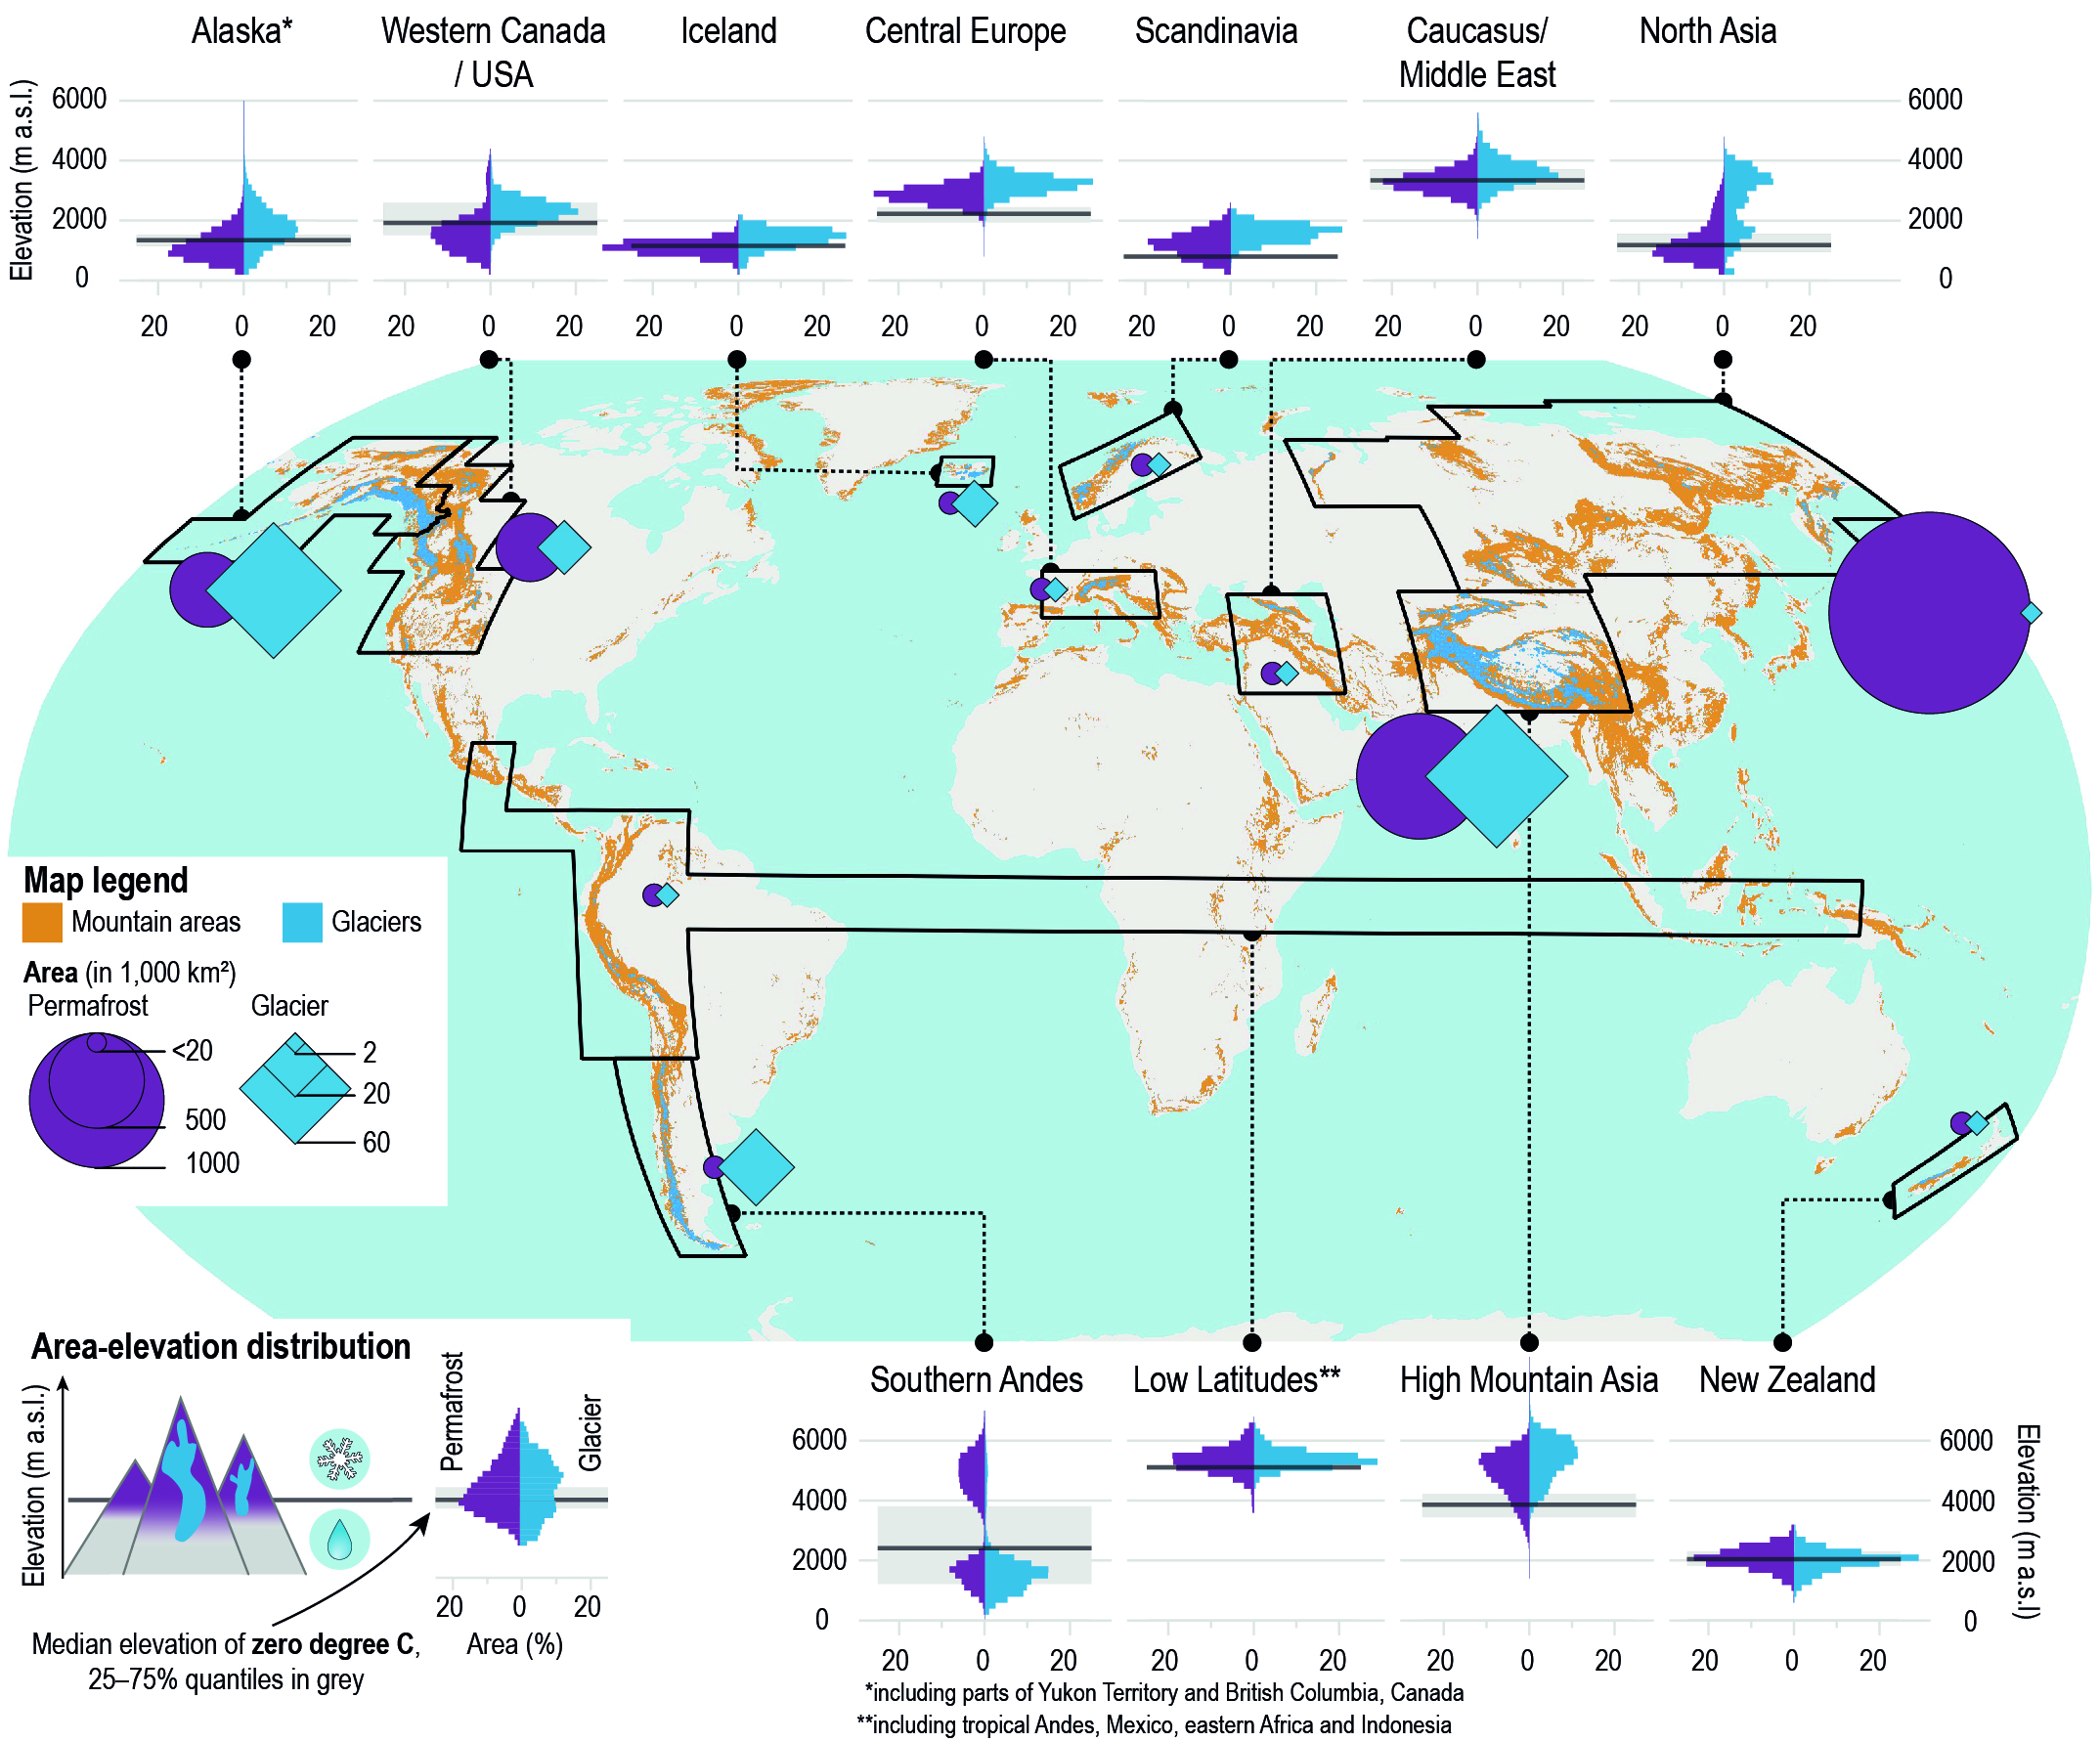 Alaska*
Western Canada
/ USA
Iceland
Central Europe
Scandinavia
Caucasus/
Middle East
North Asia
Elevation (m a.s.l.)
6000
4000
2000
0
6000
4000
2000
0
20 0 20
20 0 20
20 0 20
20 0 20
20 0 20
20 0 20
20 0 20
Map legend
Mountain areas
Glaciers
Area (in 1,000 km²)
Permafrost
Glacier
<20
500
1000
2
20
60
Area-elevation distribution
Elevation (m a.s.l.)
Permafrost
Glacier
20 0 20
Area (%)
Median elevation of zero degree C,
25–75% quantiles in grey
Southern Andes
Low Latitudes**
High Mountain Asia
New Zealand
6000
4000
2000
0
6000
4000
2000
0
Elevation (m a.s.l)
20 0 20
20 0 20
20 0 20
20 0 20
*including parts of Yukon Territory and British Columbia, Canada
**including tropical Andes, Mexico, eastern Africa and Indonesia